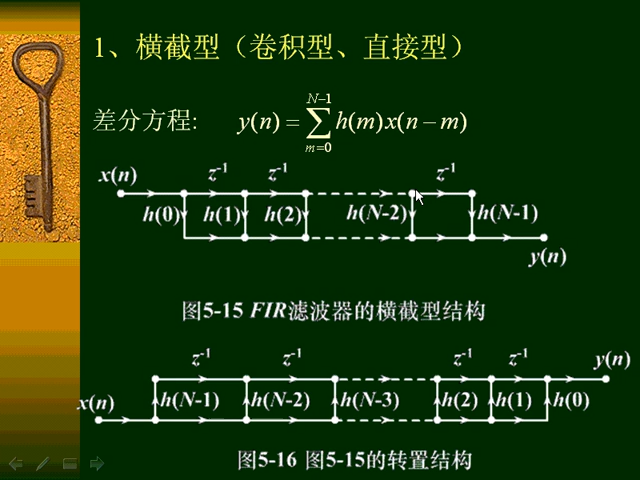 1、横截型（卷积型、直接型）
差分方程: y(n) = ∑_{m=0}^{N−1} h(m)x(n − m)
x(n) z⁻¹ z⁻¹ z⁻¹
h(0) h(1) h(2) h(N-2) h(N-1)
y(n)
图5-15 FIR滤波器的横截型结构
z⁻¹ z⁻¹ z⁻¹ z⁻¹ y(n)
x(n) h(N-1) h(N-2) h(N-3) h(2) h(1) h(0)
图5-16 图5-15的转置结构